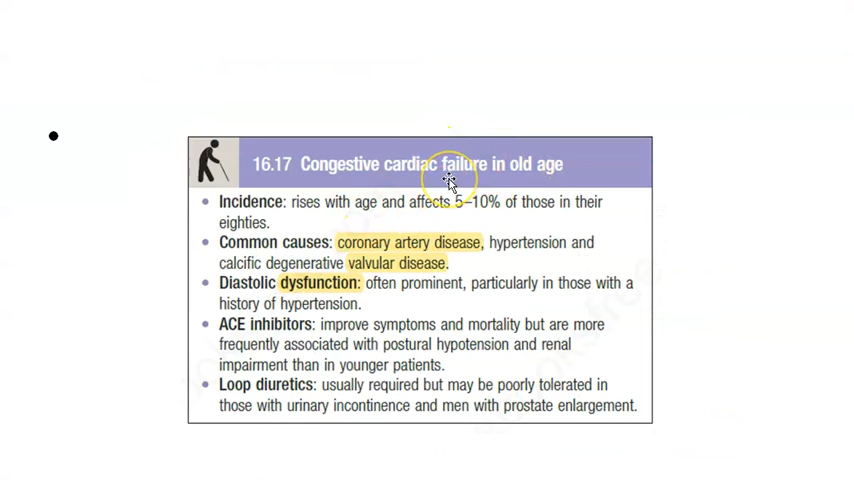 16.17 Congestive cardiac failure in old age
• Incidence: rises with age and affects 5–10% of those in their
eighties.
• Common causes: coronary artery disease, hypertension and
calcific degenerative valvular disease.
• Diastolic dysfunction: often prominent, particularly in those with a
history of hypertension.
• ACE inhibitors: improve symptoms and mortality but are more
frequently associated with postural hypotension and renal
impairment than in younger patients.
• Loop diuretics: usually required but may be poorly tolerated in
those with urinary incontinence and men with prostate enlargement.